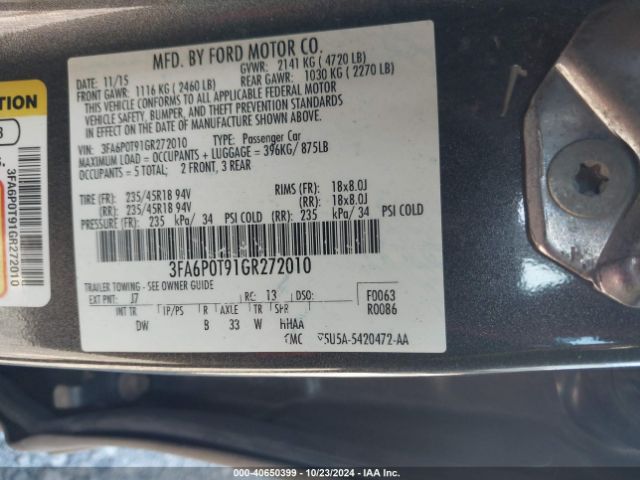 MFD. BY FORD MOTOR CO.
DATE: 11/15 GVWR: 2141 KG ( 4720 LB)
FRONT GAWR: 1116 KG ( 2460 LB) REAR GAWR: 1030 KG ( 2270 LB)
THIS VEHICLE CONFORMS TO ALL APPLICABLE FEDERAL MOTOR
VEHICLE SAFETY, BUMPER, AND THEFT PREVENTION STANDARDS
IN EFFECT ON THE DATE OF MANUFACTURE SHOWN ABOVE.
VIN: 3FA6P0T91GR272010 TYPE: Passenger Car
MAXIMUM LOAD = OCCUPANTS + LUGGAGE = 396KG/ 875LB
OCCUPANTS = 5 TOTAL; 2 FRONT, 3 REAR
TIRE (FR): 235/45R18 94V RIMS (FR): 18x8.0J
(RR): 235/45R18 94V (RR): 18x8.0J
PRESSURE (FR): 235 kPa/ 34 PSI COLD (RR): 235 kPa/ 34 PSI COLD
3FA6P0T91GR272010
TRAILER TOWING - SEE OWNER GUIDE
EXT PNT: J7 RC: 13 DSO: F0063
INT TR IP/PS R AXLE TR SPR R0086
DW B 33 W HHAA
5U5A-5420472-AA
TION
3
3FA6P0T91GR272010
000-40650399 - 10/23/2024 - IAA Inc.